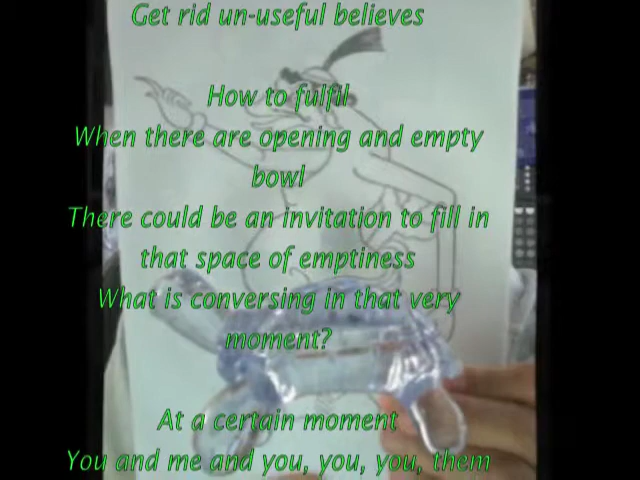 Get rid un-useful believes
How to fulfil
When there are opening and empty
bowl
There could be an invitation to fill in
that space of emptiness
What is conversing in that very
moment?
At a certain moment
You and me and you, you, you, them